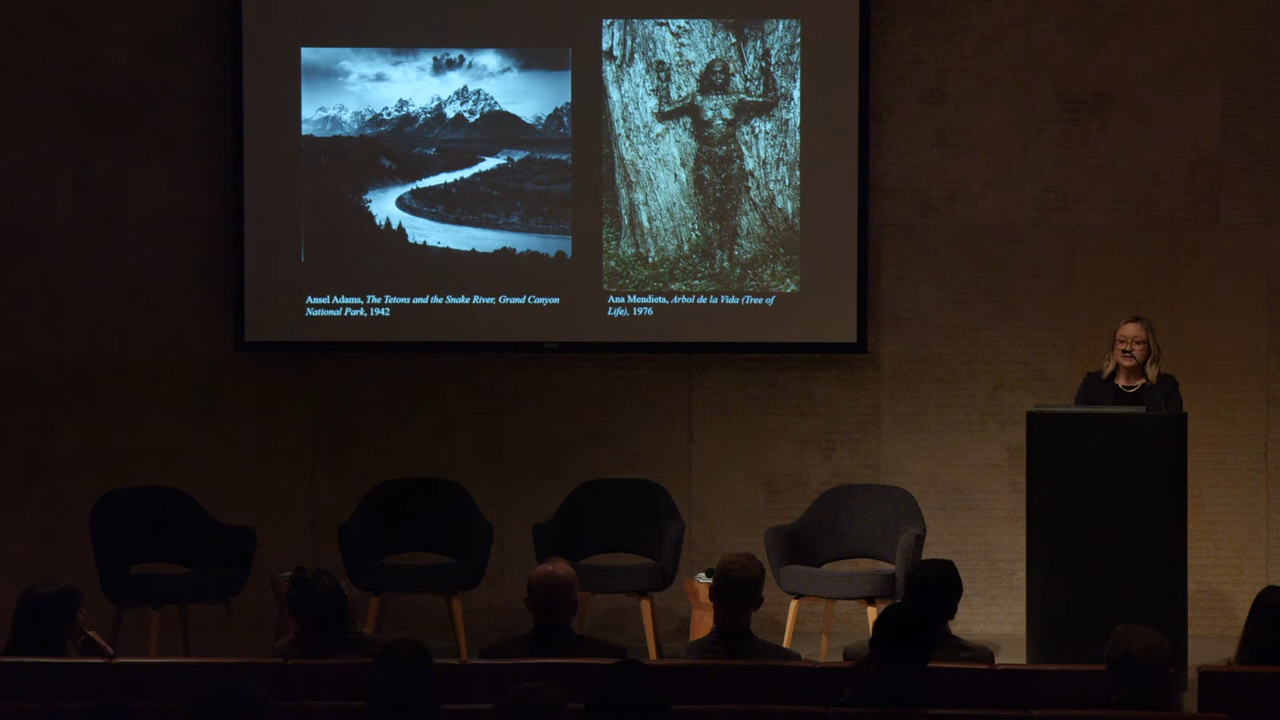 Ansel Adams, The Tetons and the Snake River, Grand Canyon
National Park, 1942
Ana Mendieta, Arbol de la Vida (Tree of
Life), 1976